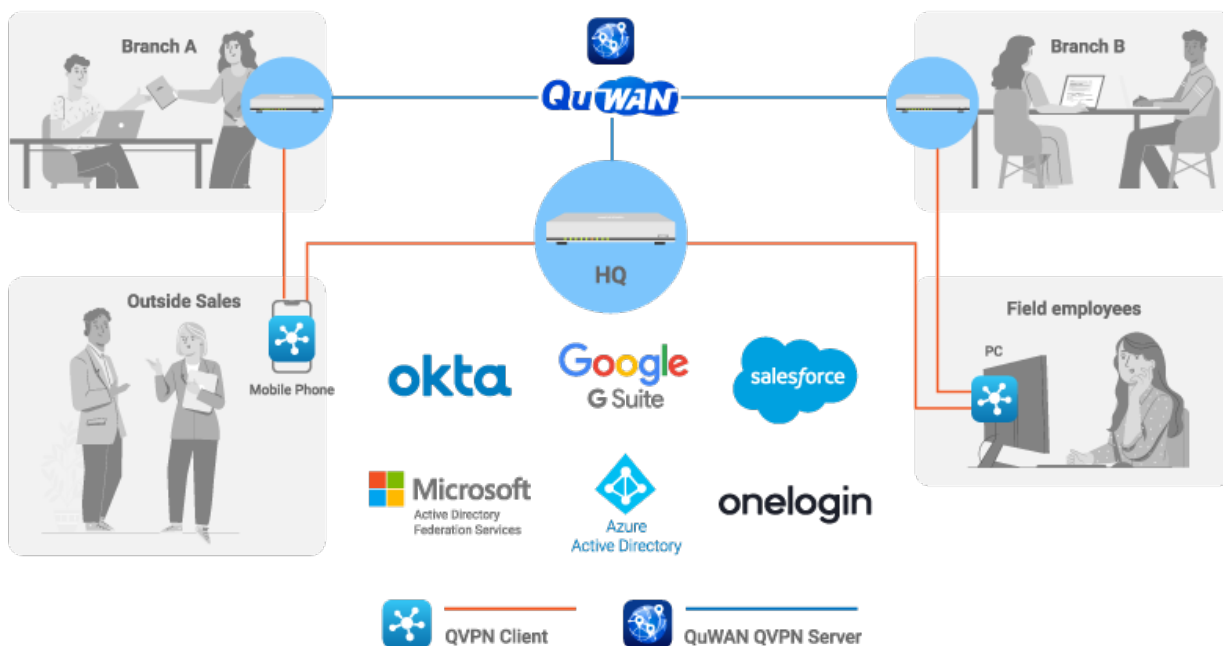 Branch A
Branch B
QuWAN
HQ
Outside Sales
Mobile Phone
Field employees
PC
okta
Google
G Suite
salesforce
Microsoft
Active Directory
Federation Services
Azure
Active Directory
onelogin
QVPN Client
QuWAN QVPN Server